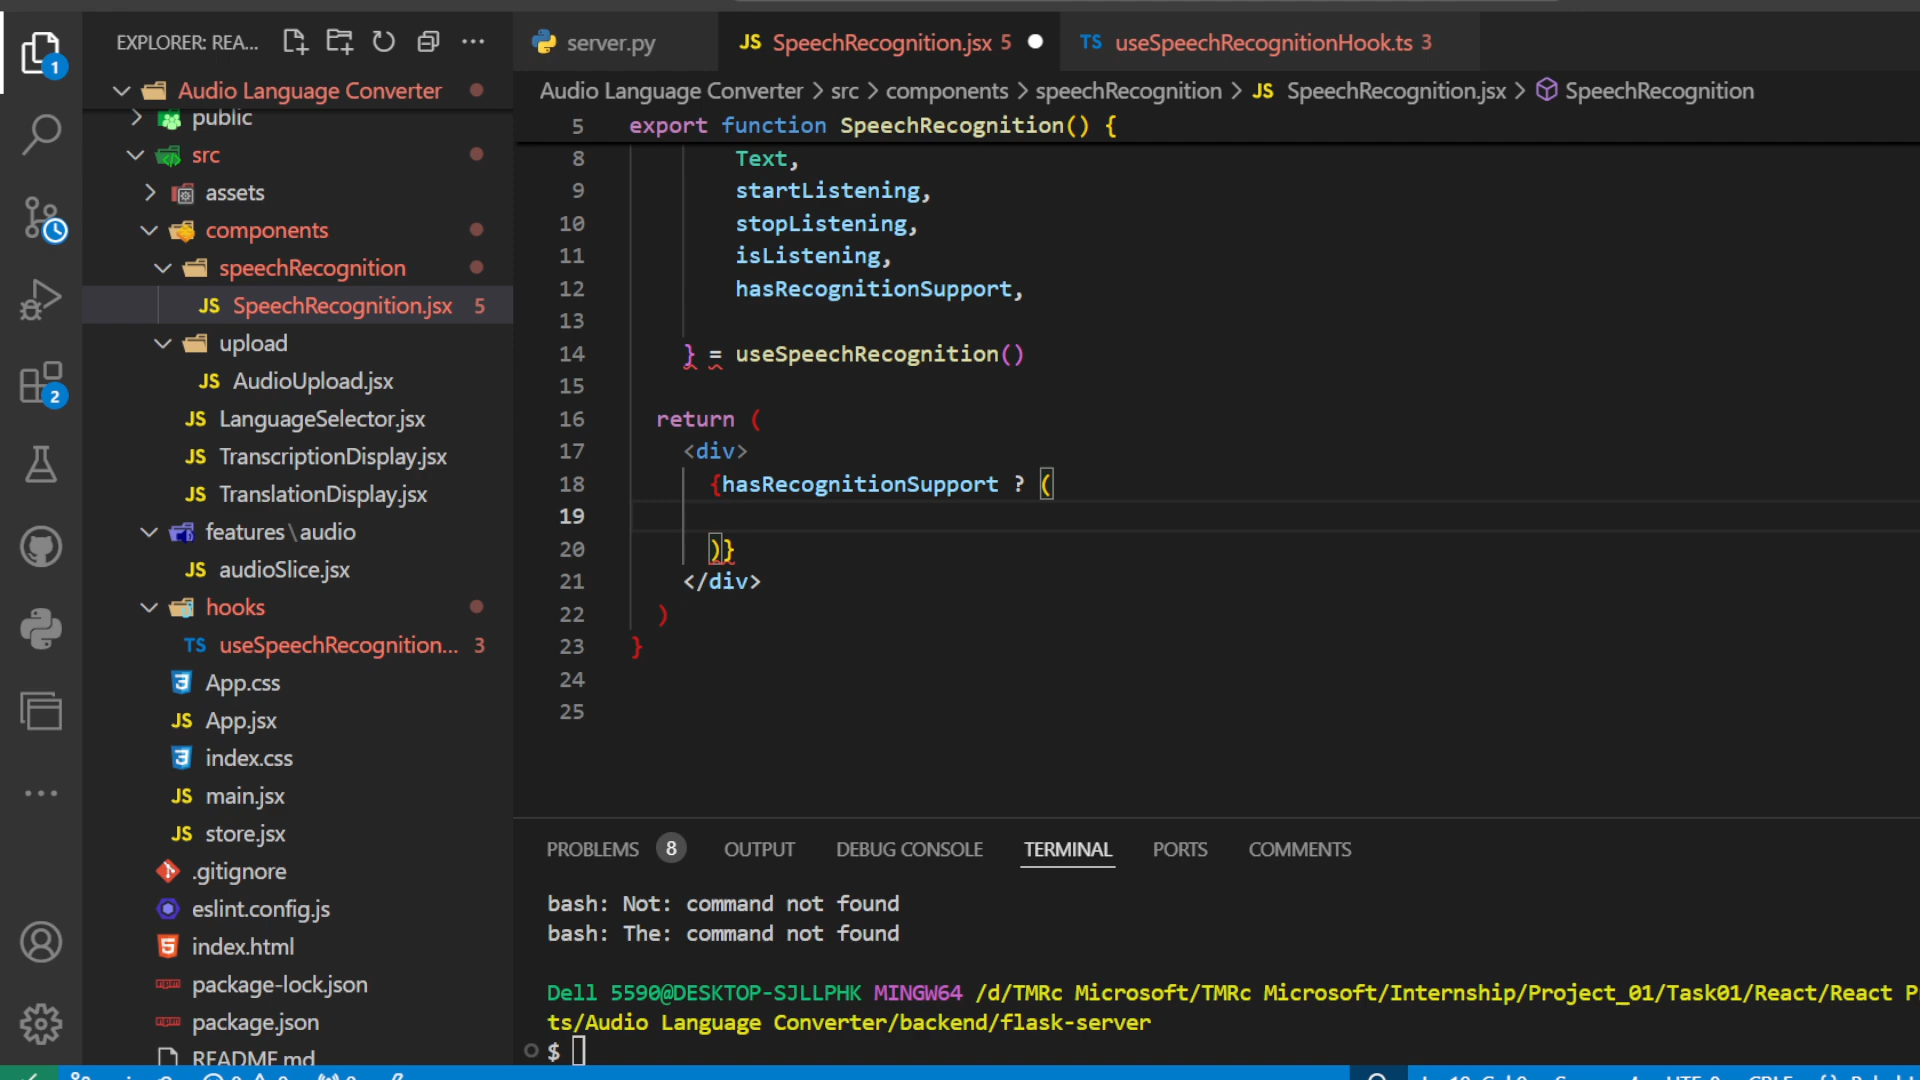 EXPLORER: REA...
Audio Language Converter
public
src
assets
components
speechRecognition
JS SpeechRecognition.jsx 5
upload
JS AudioUpload.jsx
JS LanguageSelector.jsx
JS TranscriptionDisplay.jsx
JS TranslationDisplay.jsx
features\audio
JS audioSlice.jsx
hooks
TS useSpeechRecognition... 3
App.css
JS App.jsx
index.css
JS main.jsx
JS store.jsx
.gitignore
eslint.config.js
index.html
package-lock.json
package.json
README.md
1
2
server.py
JS SpeechRecognition.jsx 5
TS useSpeechRecognitionHook.ts 3
Audio Language Converter > src > components > speechRecognition > JS SpeechRecognition.jsx > SpeechRecognition
5 export function SpeechRecognition() {
8 Text,
9 startListening,
10 stopListening,
11 isListening,
12 hasRecognitionSupport,
13
14 } = useSpeechRecognition()
15
16 return (
17 <div>
18 {hasRecognitionSupport ? (
19
20 )}
21 </div>
22 )
23 }
24
25
PROBLEMS 8 OUTPUT DEBUG CONSOLE TERMINAL PORTS COMMENTS
bash: Not: command not found
bash: The: command not found
Dell 5590@DESKTOP-SJLLPHK MINGW64 /d/TMRc Microsoft/TMRc Microsoft/Internship/Project_01/Task01/React/React P
ts/Audio Language Converter/backend/flask-server
$